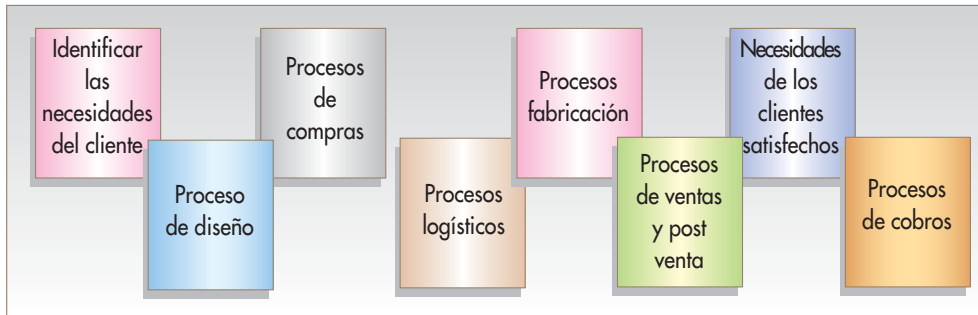 Identificar
las
necesidades
del cliente
Proceso
de diseño
Procesos
de
compras
Procesos
logísticos
Procesos
fabricación
Procesos
de ventas
y post
venta
Necesidades
de los
clientes
satisfechos
Procesos
de cobros